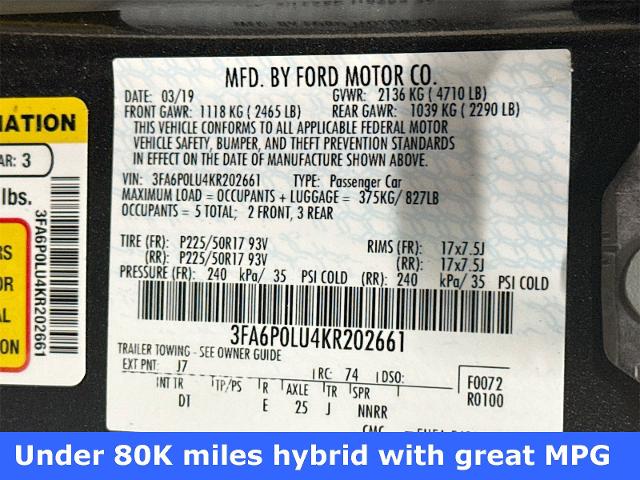 MFD. BY FORD MOTOR CO.
DATE: 03/19 GVWR: 2136 KG ( 4710 LB)
FRONT GAWR: 1118 KG ( 2465 LB) REAR GAWR: 1039 KG ( 2290 LB)
THIS VEHICLE CONFORMS TO ALL APPLICABLE FEDERAL MOTOR
VEHICLE SAFETY, BUMPER, AND THEFT PREVENTION STANDARDS
IN EFFECT ON THE DATE OF MANUFACTURE SHOWN ABOVE.
VIN: 3FA6P0LU4KR202661 TYPE: Passenger Car
MAXIMUM LOAD = OCCUPANTS + LUGGAGE = 375KG/ 827LB
OCCUPANTS = 5 TOTAL; 2 FRONT, 3 REAR
TIRE (FR): P225/50R17 93V RIMS (FR): 17x7.5J
(RR): P225/50R17 93V (RR): 17x7.5J
PRESSURE (FR): 240 kPa/ 35 PSI COLD (RR): 240 kPa/ 35 PSI COLD
3FA6P0LU4KR202661
TRAILER TOWING - SEE OWNER GUIDE
EXT PNT: J7 RC: 74 DSO: F0072
INT TR TP/PS R AXLE TR SPR R0100
DT E 25 J NNRR
MATION
AR: 3
lbs.
RS
OR
AL
ON
3FA6P0LU4KR202661
Under 80K miles hybrid with great MPG